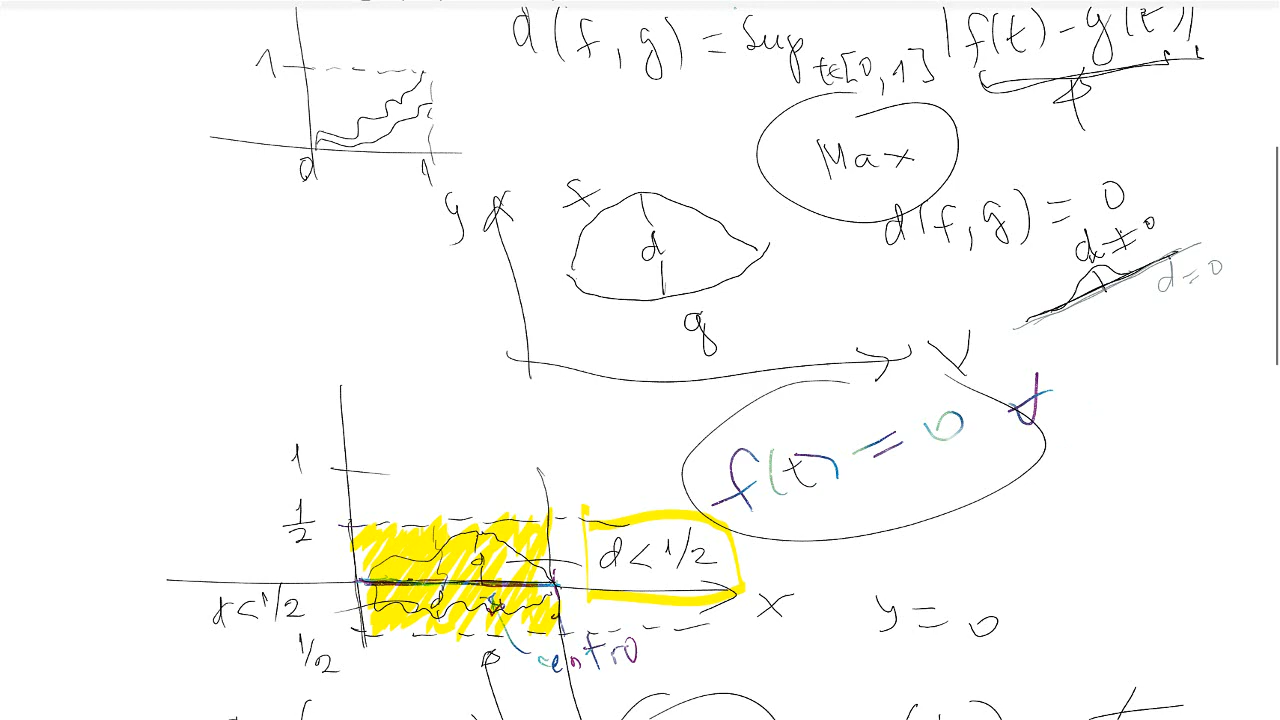 d(f,g) = Sup t∈[0,1] |f(t) - g(t)|
1
0 1
Max
y f
d
g
d(f,g) = 0
d ≠ 0
d = 0
f(t) = 0
1
1/2
d < 1/2
d
d < 1/2
d
x
y = 0
1/2
centro